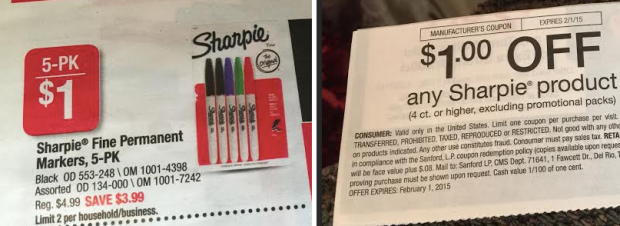 5-PK
$1
Sharpie
The Original
Sharpie® Fine Permanent
Markers, 5-PK
Black OD 553-248 \ OM 1001-4398
Assorted OD 134-000 \ OM 1001-7242
Reg. $4.99 SAVE $3.99
Limit 2 per household/business.
MANUFACTURER'S COUPON
EXPIRES 2/1/15
$1.00 OFF
any Sharpie® product
(4 ct. or higher, excluding promotional packs)
CONSUMER: Valid only in the United States. Limit one coupon per purchase per visit.
TRANSFERRED, PROHIBITED, TAXED, REPRODUCED or RESTRICTED. Not good with any
on products indicated. Any other use constitutes fraud. Consumer must pay sales tax.
in compliance with the Sanford, L.P. coupon redemption policy (copies available upon
will be face value plus $.08. Mail to: Sanford LP, CMS Dept. 71641, 1 Fawcett Dr., Del Rio,
proving purchase must be shown upon request. Cash value 1/100 of one cent.
OFFER EXPIRES: February 1, 2015